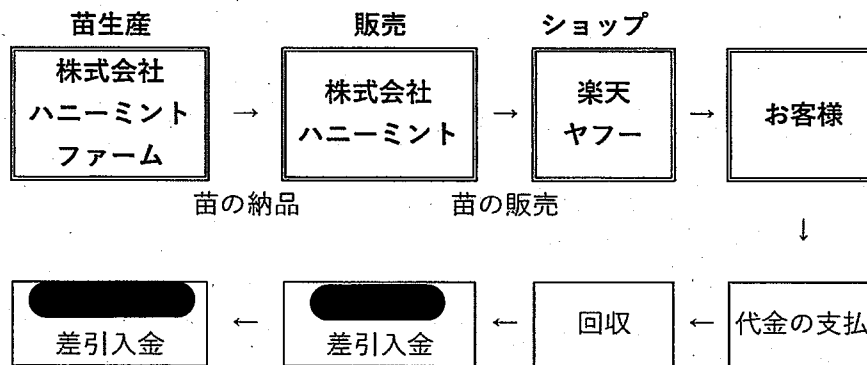 苗生産
販売
ショップ
株式会社
ハニーミント
ファーム
→
株式会社
ハニーミント
→
楽天
ヤフー
→
お客様
苗の納品
苗の販売
↓
差引入金
←
差引入金
←
回収
←
代金の支払